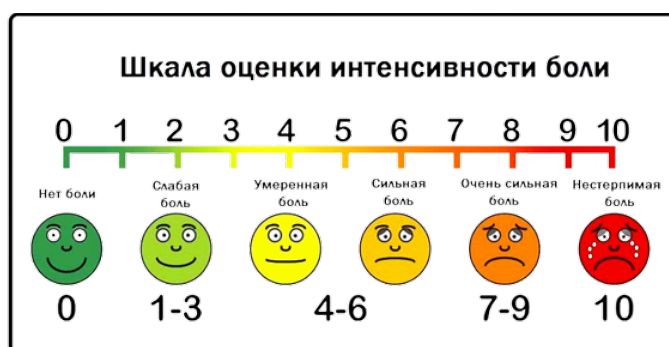 Шкала оценки интенсивности боли
0 1 2 3 4 5 6 7 8 9 10
Нет боли
Слабая
боль
Умеренная
боль
Сильная
боль
Очень сильная
боль
Нестерпимая
боль
0 1-3 4-6 7-9 10